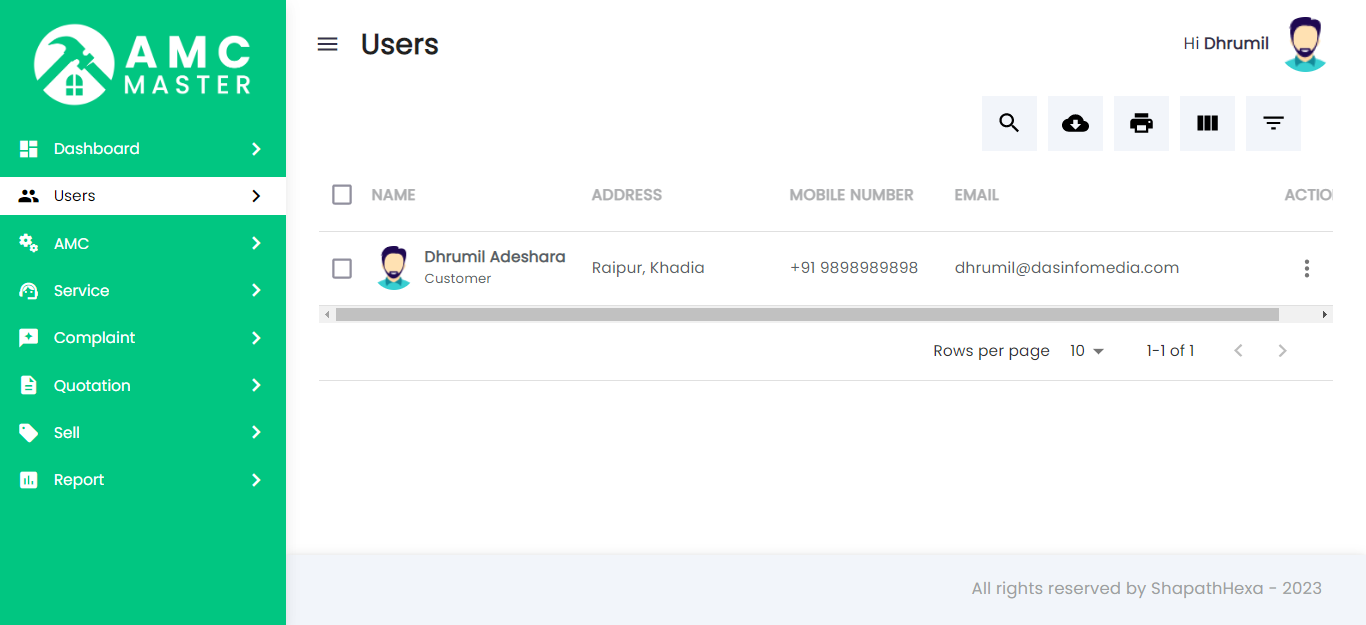 AMC
MASTER
Dashboard
Users
AMC
Service
Complaint
Quotation
Sell
Report
Users
Hi Dhrumil
NAME ADDRESS MOBILE NUMBER EMAIL ACTIO
Dhrumil Adeshara
Customer
Raipur, Khadia +91 9898989898 dhrumil@dasinfomedia.com
Rows per page 10 1-1 of 1
All rights reserved by ShapathHexa - 2023